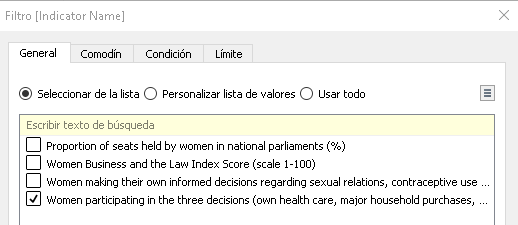 Filtro [Indicator Name]
General Comodín Condición Límite
Seleccionar de la lista Personalizar lista de valores Usar todo
Escribir texto de búsqueda
Proportion of seats held by women in national parliaments (%)
Women Business and the Law Index Score (scale 1-100)
Women making their own informed decisions regarding sexual relations, contraceptive use ...
Women participating in the three decisions (own health care, major household purchases, ...